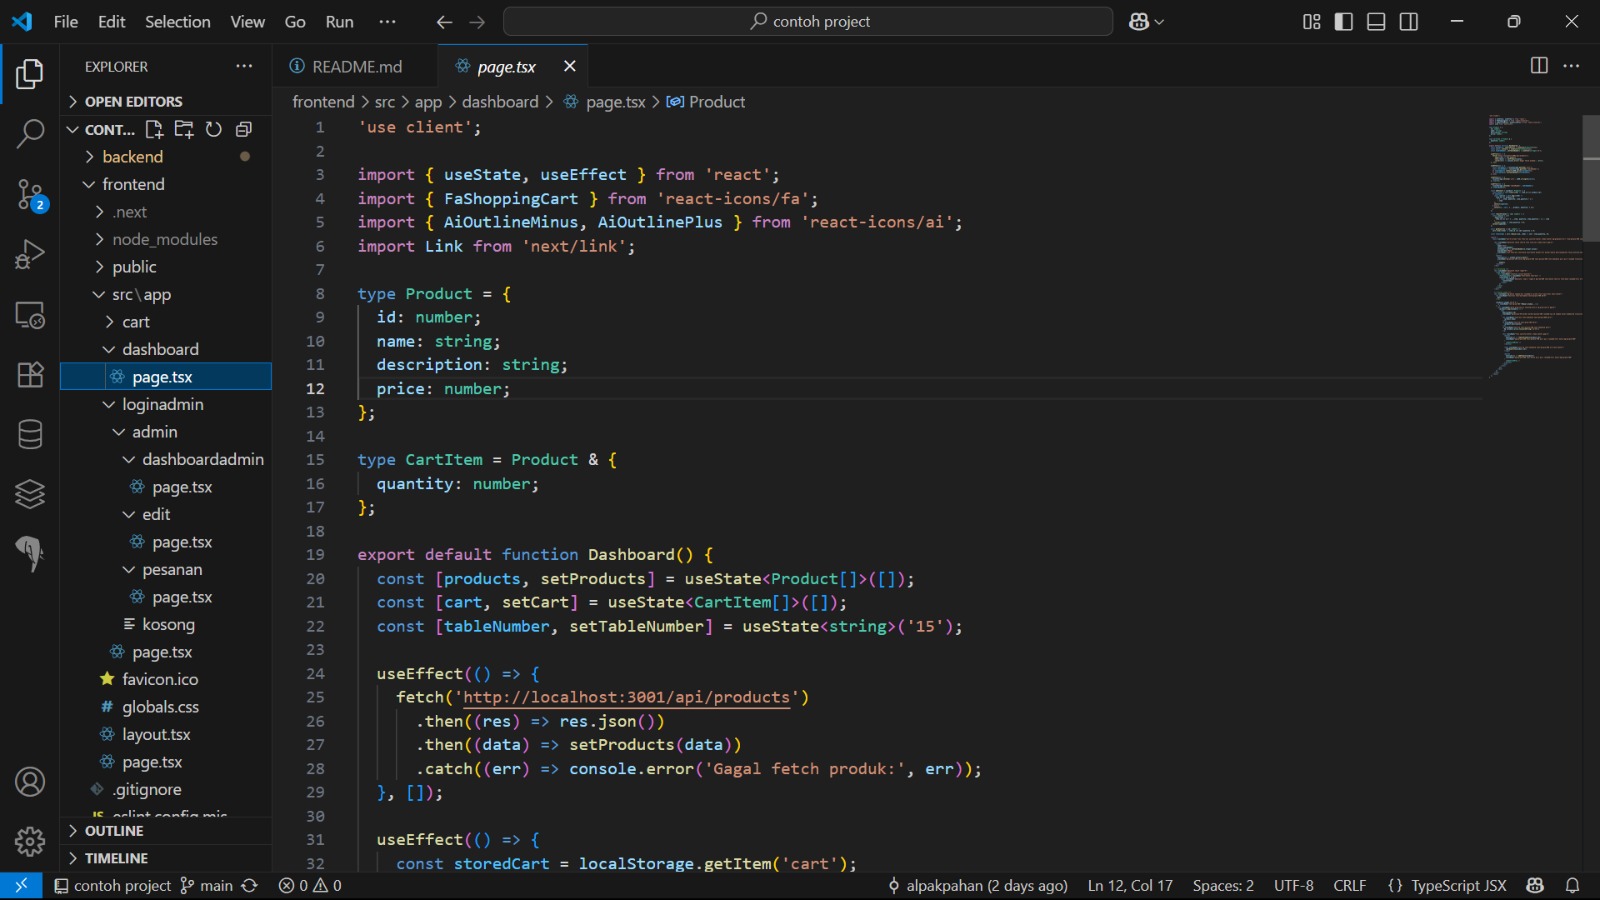 File Edit Selection View Go Run ··· contoh project
EXPLORER ···
OPEN EDITORS
CONT...
backend
frontend
.next
node_modules
public
src\app
cart
dashboard
page.tsx
loginadmin
admin
dashboardadmin
page.tsx
edit
page.tsx
pesanan
page.tsx
kosong
page.tsx
favicon.ico
globals.css
layout.tsx
page.tsx
.gitignore
OUTLINE
TIMELINE
2
README.md page.tsx
frontend > src > app > dashboard > page.tsx > Product
1 'use client';
2
3 import { useState, useEffect } from 'react';
4 import { FaShoppingCart } from 'react-icons/fa';
5 import { AiOutlineMinus, AiOutlinePlus } from 'react-icons/ai';
6 import Link from 'next/link';
7
8 type Product = {
9 id: number;
10 name: string;
11 description: string;
12 price: number;
13 };
14
15 type CartItem = Product & {
16 quantity: number;
17 };
18
19 export default function Dashboard() {
20 const [products, setProducts] = useState<Product[]>([]);
21 const [cart, setCart] = useState<CartItem[]>([]);
22 const [tableNumber, setTableNumber] = useState<string>('15');
23
24 useEffect(() => {
25 fetch('http://localhost:3001/api/products')
26 .then((res) => res.json())
27 .then((data) => setProducts(data))
28 .catch((err) => console.error('Gagal fetch produk:', err));
29 }, []);
30
31 useEffect(() => {
32 const storedCart = localStorage.getItem('cart');
contoh project main 0 0 alpakpahan (2 days ago) Ln 12, Col 17 Spaces: 2 UTF-8 CRLF {} TypeScript JSX